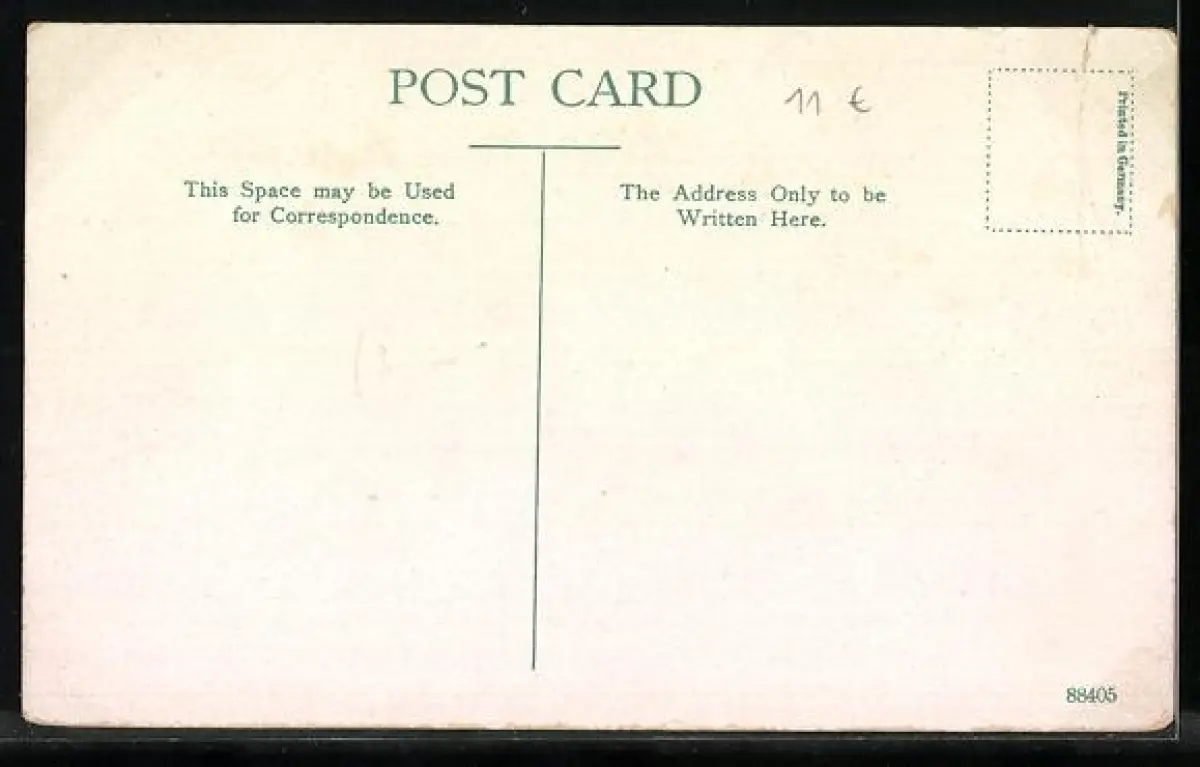 POST CARD
11 €
Printed in Germany.
This Space may be Used
for Correspondence.
The Address Only to be
Written Here.
88405